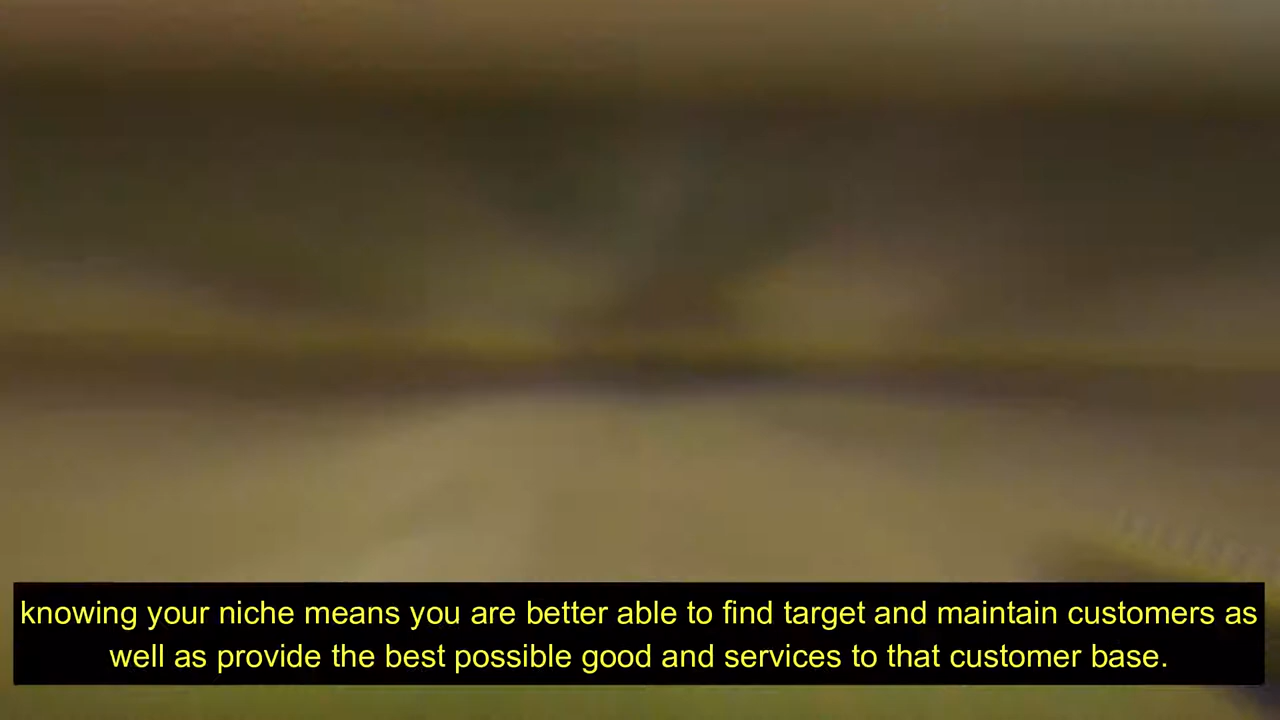 knowing your niche means you are better able to find target and maintain customers as
well as provide the best possible good and services to that customer base.